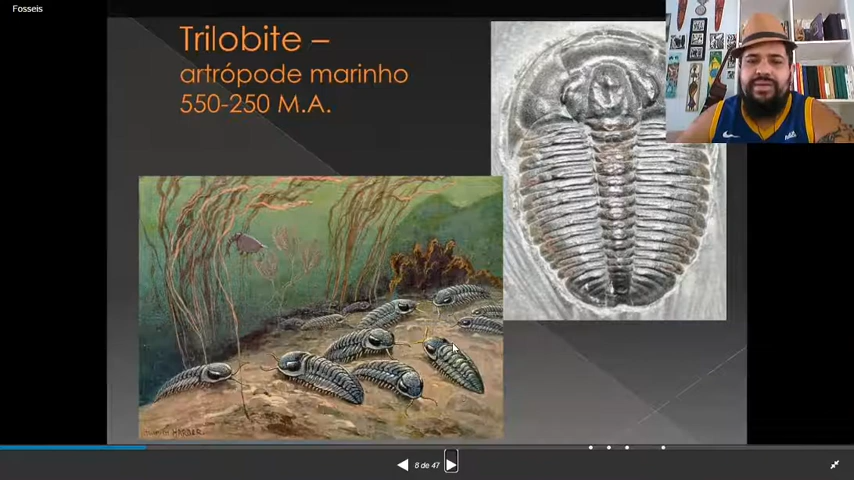 Fosseis
Trilobite –
artrópode marinho
550-250 M.A.
8 de 47